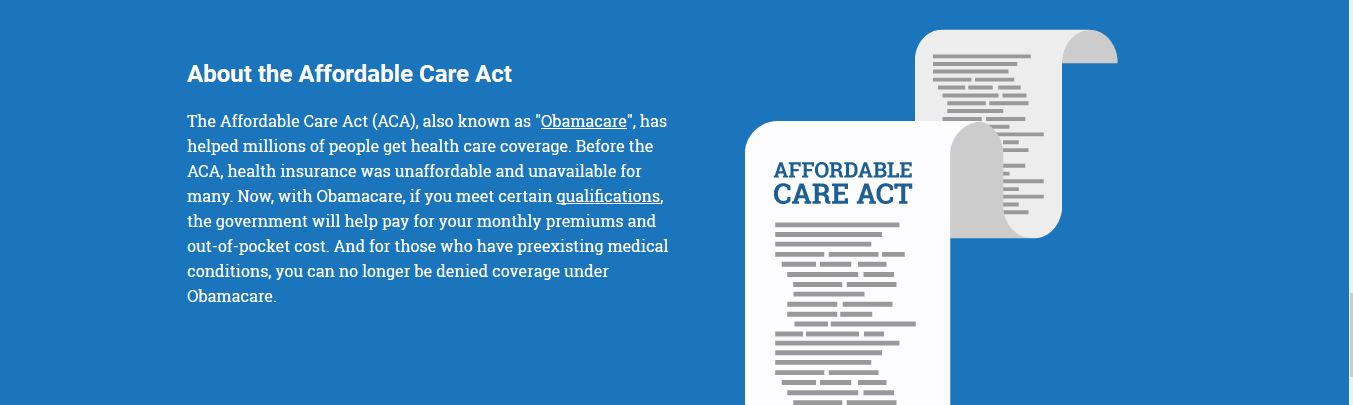 About the Affordable Care Act
The Affordable Care Act (ACA), also known as "Obamacare", has
helped millions of people get health care coverage. Before the
ACA, health insurance was unaffordable and unavailable for
many. Now, with Obamacare, if you meet certain qualifications,
the government will help pay for your monthly premiums and
out-of-pocket cost. And for those who have preexisting medical
conditions, you can no longer be denied coverage under
Obamacare.
AFFORDABLE
CARE ACT